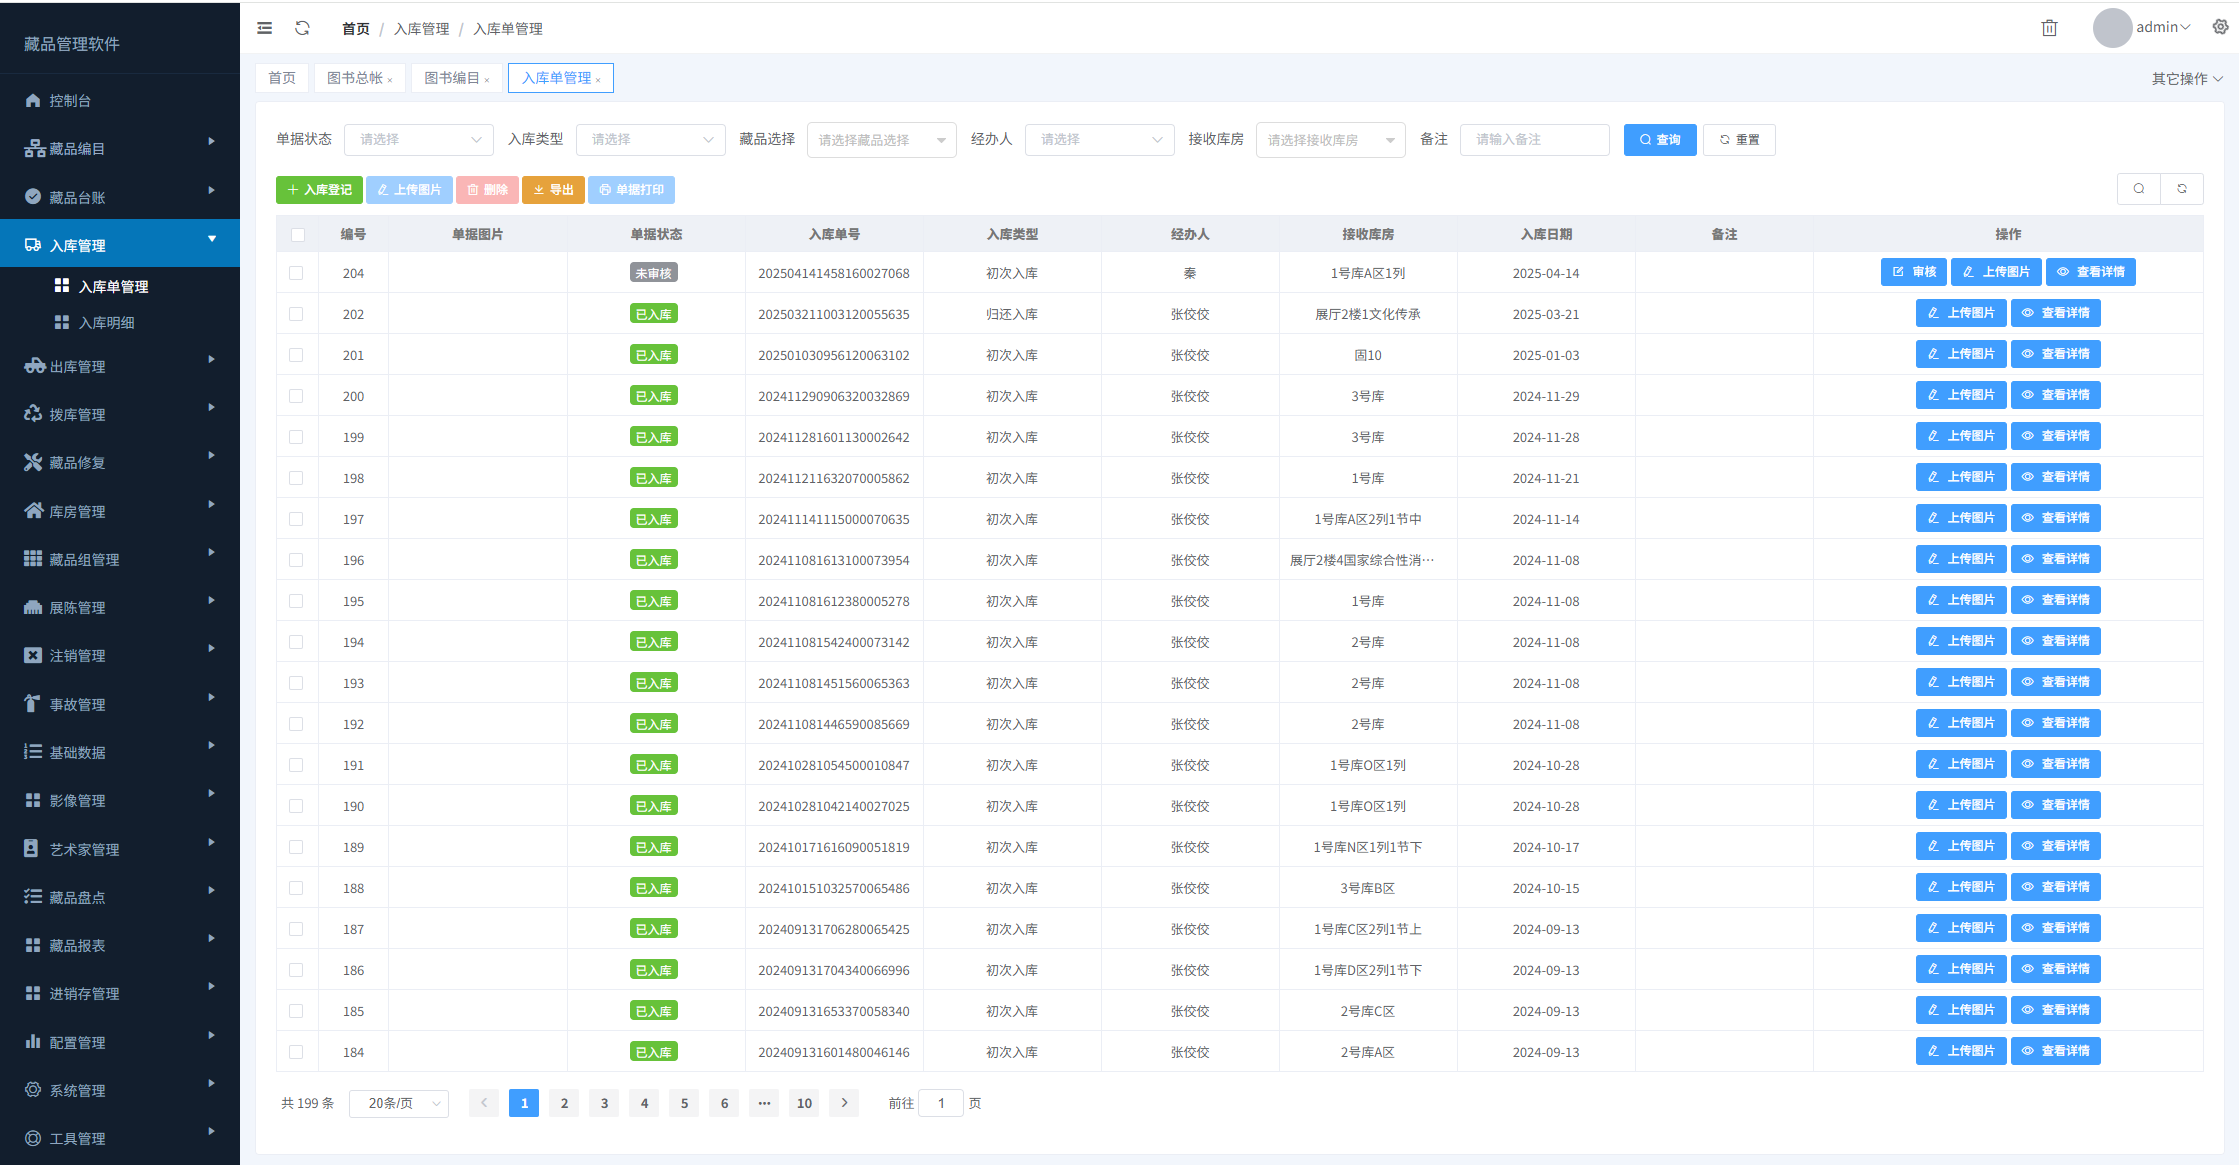 藏品管理软件
控制台
藏品编目
藏品台账
入库管理
入库单管理
入库明细
出库管理
拨库管理
藏品修复
库房管理
藏品组管理
展陈管理
注销管理
事故管理
基础数据
影像管理
艺术家管理
藏品盘点
藏品报表
进销存管理
配置管理
系统管理
工具管理
首页 / 入库管理 / 入库单管理
admin
首页 图书总帐 × 图书编目 × 入库单管理 ×
其它操作
单据状态 请选择 入库类型 请选择 藏品选择 请选择藏品选择 经办人 请选择 接收库房 请选择接收库房 备注 请输入备注 查询 重置
入库登记 上传图片 删除 导出 单据打印
编号 单据图片 单据状态 入库单号 入库类型 经办人 接收库房 入库日期 备注 操作
204 未审核 202504141458160027068 初次入库 秦 1号库A区1列 2025-04-14 审核 上传图片 查看详情
202 已入库 202503211003120055635 归还入库 张佼佼 展厅2楼1文化传承 2025-03-21 上传图片 查看详情
201 已入库 202501030956120063102 初次入库 张佼佼 固10 2025-01-03 上传图片 查看详情
200 已入库 202411290906320032869 初次入库 张佼佼 3号库 2024-11-29 上传图片 查看详情
199 已入库 202411281601130002642 初次入库 张佼佼 3号库 2024-11-28 上传图片 查看详情
198 已入库 202411211632070005862 初次入库 张佼佼 1号库 2024-11-21 上传图片 查看详情
197 已入库 202411141115000070635 初次入库 张佼佼 1号库A区2列1节中 2024-11-14 上传图片 查看详情
196 已入库 202411081613100073954 初次入库 张佼佼 展厅2楼4国家综合性消… 2024-11-08 上传图片 查看详情
195 已入库 202411081612380005278 初次入库 张佼佼 1号库 2024-11-08 上传图片 查看详情
194 已入库 202411081542400073142 初次入库 张佼佼 2号库 2024-11-08 上传图片 查看详情
193 已入库 202411081451560065363 初次入库 张佼佼 2号库 2024-11-08 上传图片 查看详情
192 已入库 202411081446590085669 初次入库 张佼佼 2号库 2024-11-08 上传图片 查看详情
191 已入库 202410281054500010847 初次入库 张佼佼 1号库O区1列 2024-10-28 上传图片 查看详情
190 已入库 202410281042140027025 初次入库 张佼佼 1号库O区1列 2024-10-28 上传图片 查看详情
189 已入库 202410171616090051819 初次入库 张佼佼 1号库N区1列1节下 2024-10-17 上传图片 查看详情
188 已入库 202410151032570065486 初次入库 张佼佼 3号库B区 2024-10-15 上传图片 查看详情
187 已入库 202409131706280065425 初次入库 张佼佼 1号库C区2列1节上 2024-09-13 上传图片 查看详情
186 已入库 202409131704340066996 初次入库 张佼佼 1号库D区2列1节下 2024-09-13 上传图片 查看详情
185 已入库 202409131653370058340 初次入库 张佼佼 2号库C区 2024-09-13 上传图片 查看详情
184 已入库 202409131601480046146 初次入库 张佼佼 2号库A区 2024-09-13 上传图片 查看详情
共 199 条 20条/页 1 2 3 4 5 6 ··· 10 前往 1 页